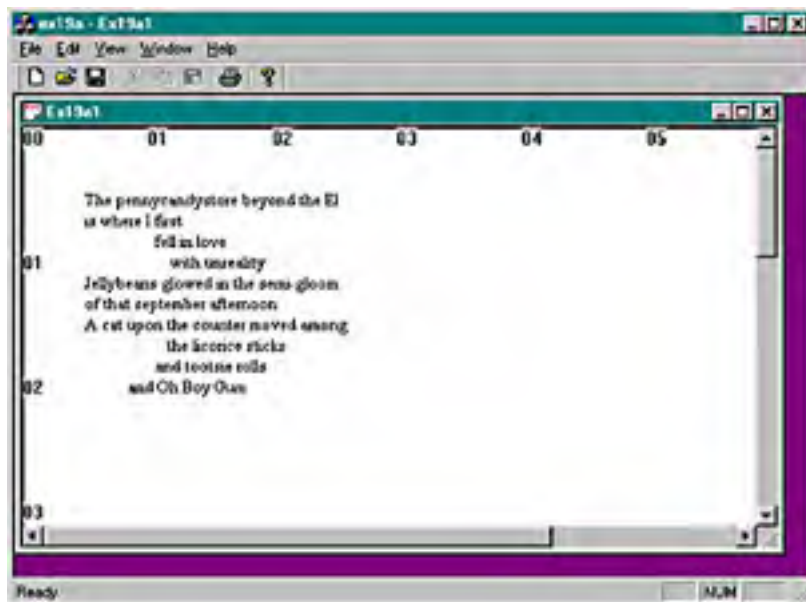 ex19a - Ex19a1
File Edit View Window Help
Ex19a1
00 01 02 03 04 05
The pennycandystore beyond the El
is where I first
fell in love
01
with unreality
Jellybeans glowed in the semi-gloom
of that september afternoon
A cat upon the counter moved among
the licorice sticks
and tootsie rolls
02
and Oh Boy Gum
03
Ready NUM